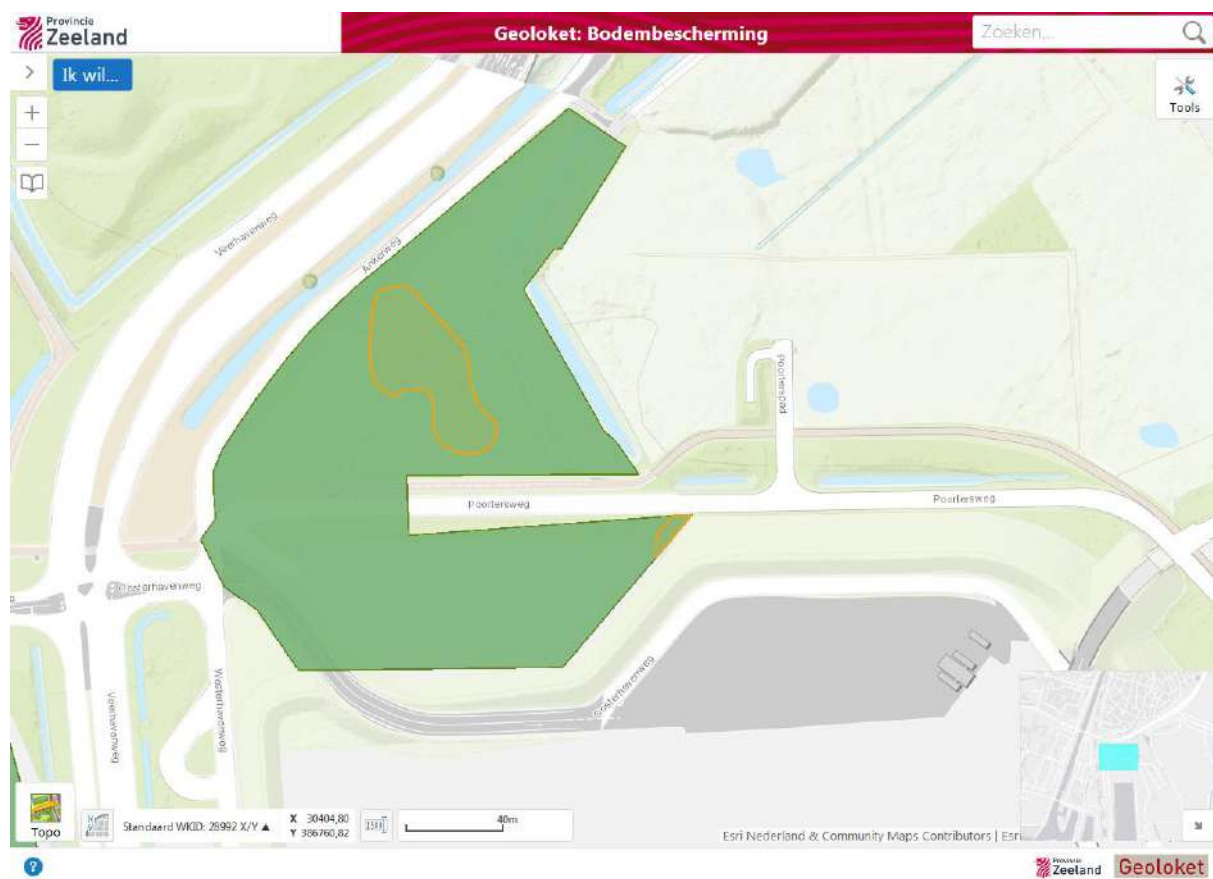 Provincie
Zeeland
Geoloket: Bodembescherming
Zoeken...
Ik wil...
Tools
Veerhavenweg
Ankerweg
Poorterspad
Poortersweg
Poortersweg
Oosterhavenweg
Oosterhavenweg
Westerhavenweg
Veerhavenweg
Topo
Standaard WKID: 28992 X/Y ▲
X 30404,80
Y 386760,82
40m
Esri Nederland & Community Maps Contributors | Esri
?
Provincie
Zeeland
Geoloket